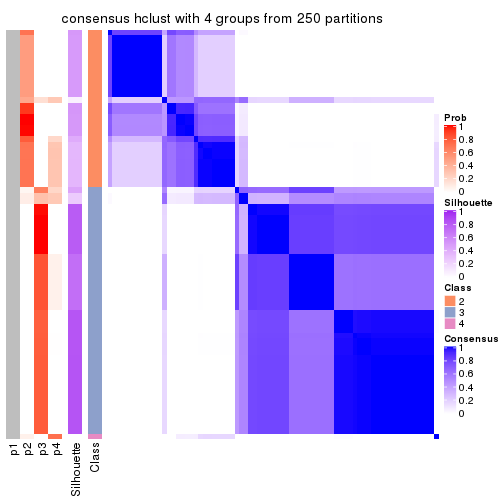 consensus hclust with 4 groups from 250 partitions
Prob
1
0.8
0.6
0.4
0.2
0
Silhouette
1
0.8
0.6
0.4
0.2
0
Class
2
3
4
Consensus
1
0.8
0.6
0.4
0.2
0
p1
p2
p3
p4
Silhouette
Class